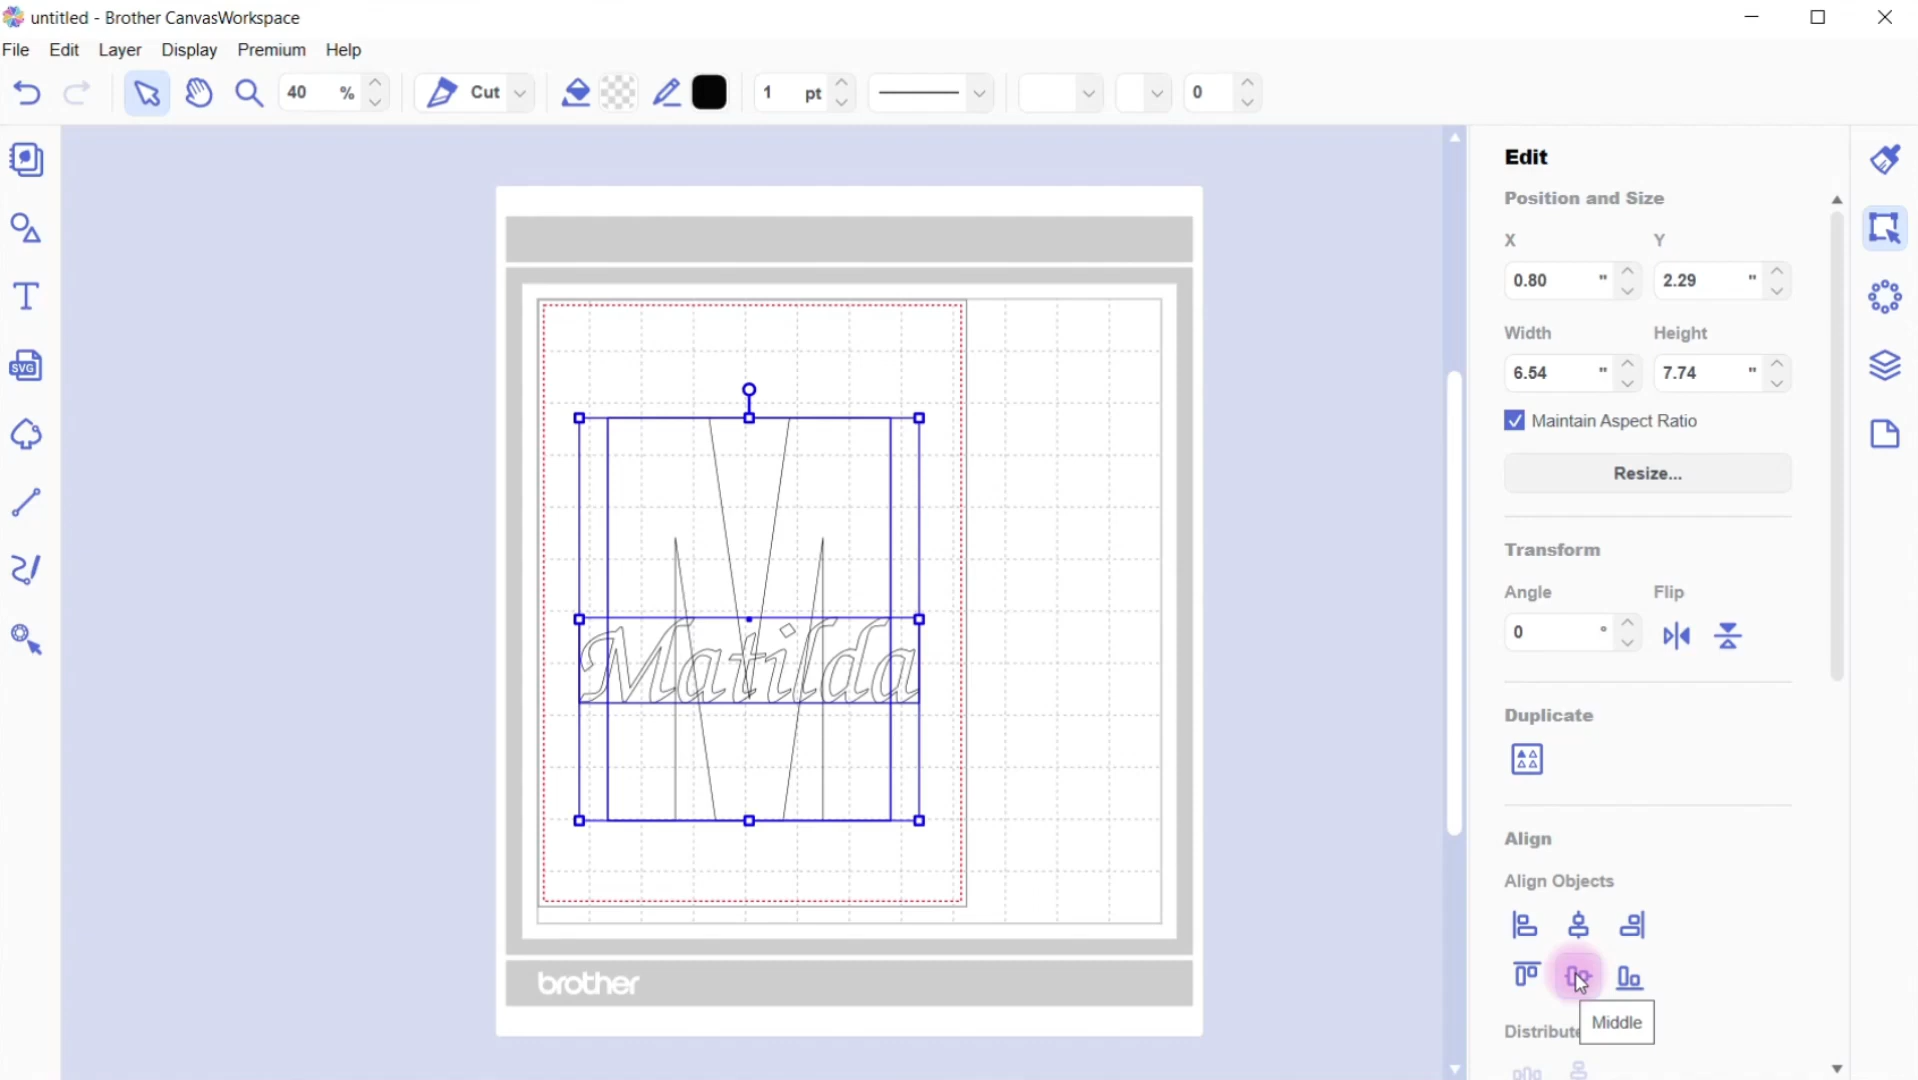 untitled - Brother CanvasWorkspace
File Edit Layer Display Premium Help
40 % Cut 1 pt 0
Edit
Position and Size
X Y
0.80 " 2.29 "
Width Height
6.54 " 7.74 "
Maintain Aspect Ratio
Resize...
Transform
Angle Flip
0 °
Duplicate
Align
Align Objects
Distribute
Middle
SVG
M
Matilda
brother